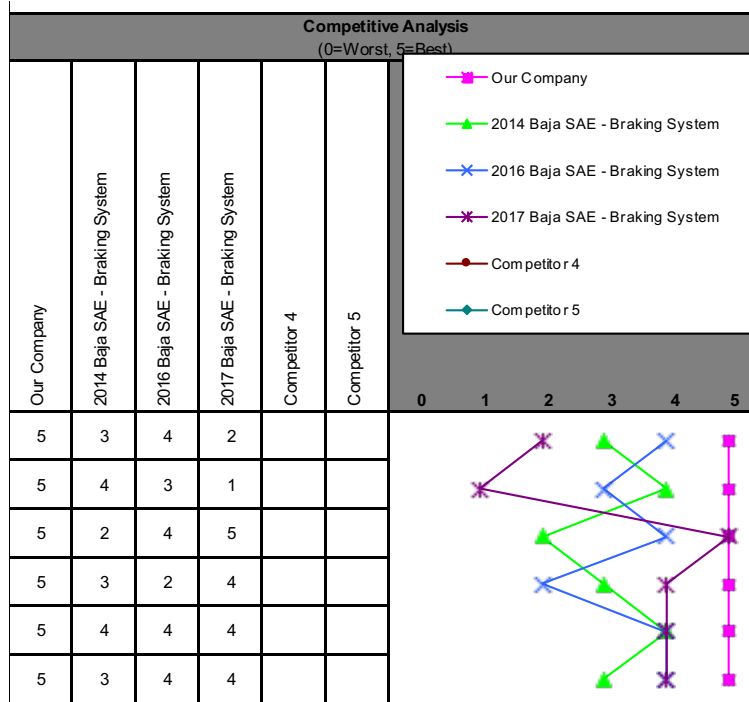 Competitive Analysis
(0=Worst, 5=Best)
Our Company
2014 Baja SAE - Braking System
2016 Baja SAE - Braking System
2017 Baja SAE - Braking System
Competitor 4
Competitor 5
Our Company
2014 Baja SAE - Braking System
2016 Baja SAE - Braking System
2017 Baja SAE - Braking System
Competitor 4
Competitor 5
0 1 2 3 4 5
5 3 4 2
5 4 3 1
5 2 4 5
5 3 2 4
5 4 4 4
5 3 4 4